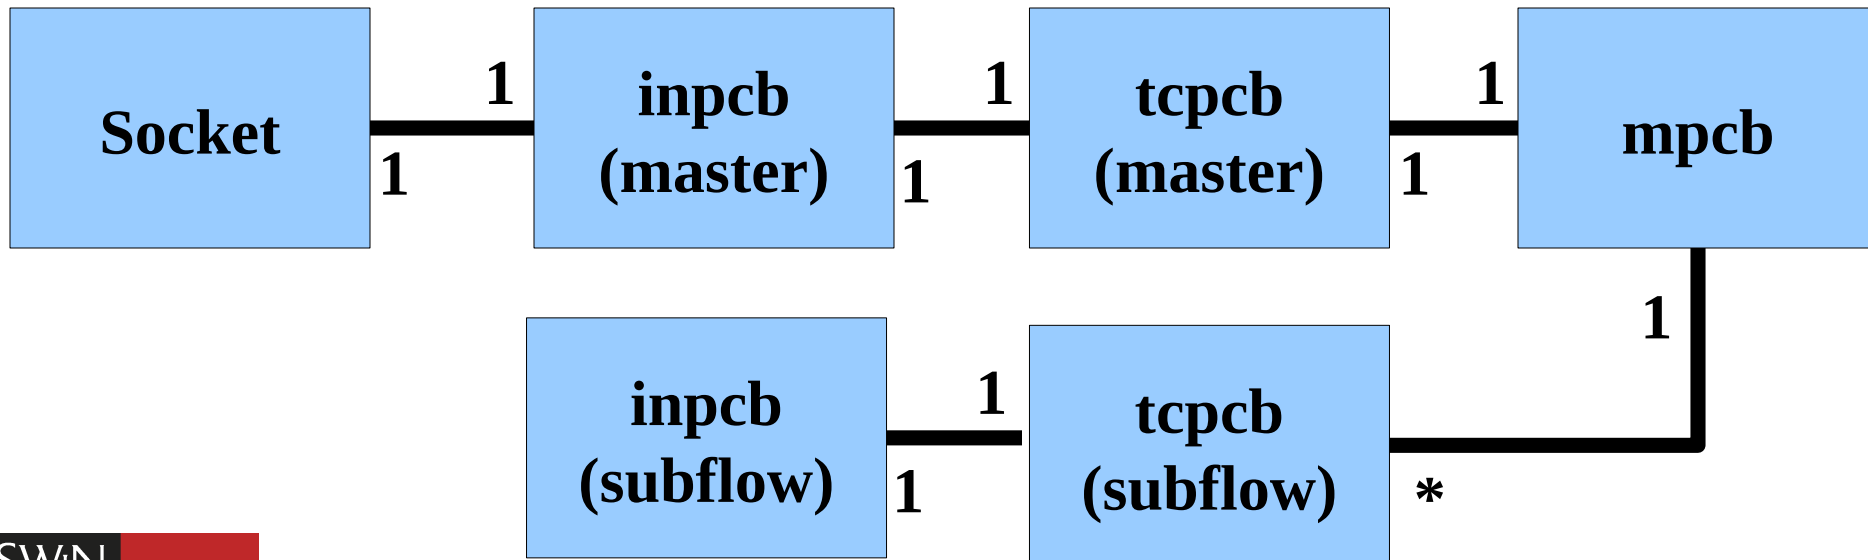 Socket
1
1
inpcb
(master)
1
1
tcpcb
(master)
1
1
mpcb
1
inpcb
(subflow)
1
1
tcpcb
(subflow)
*